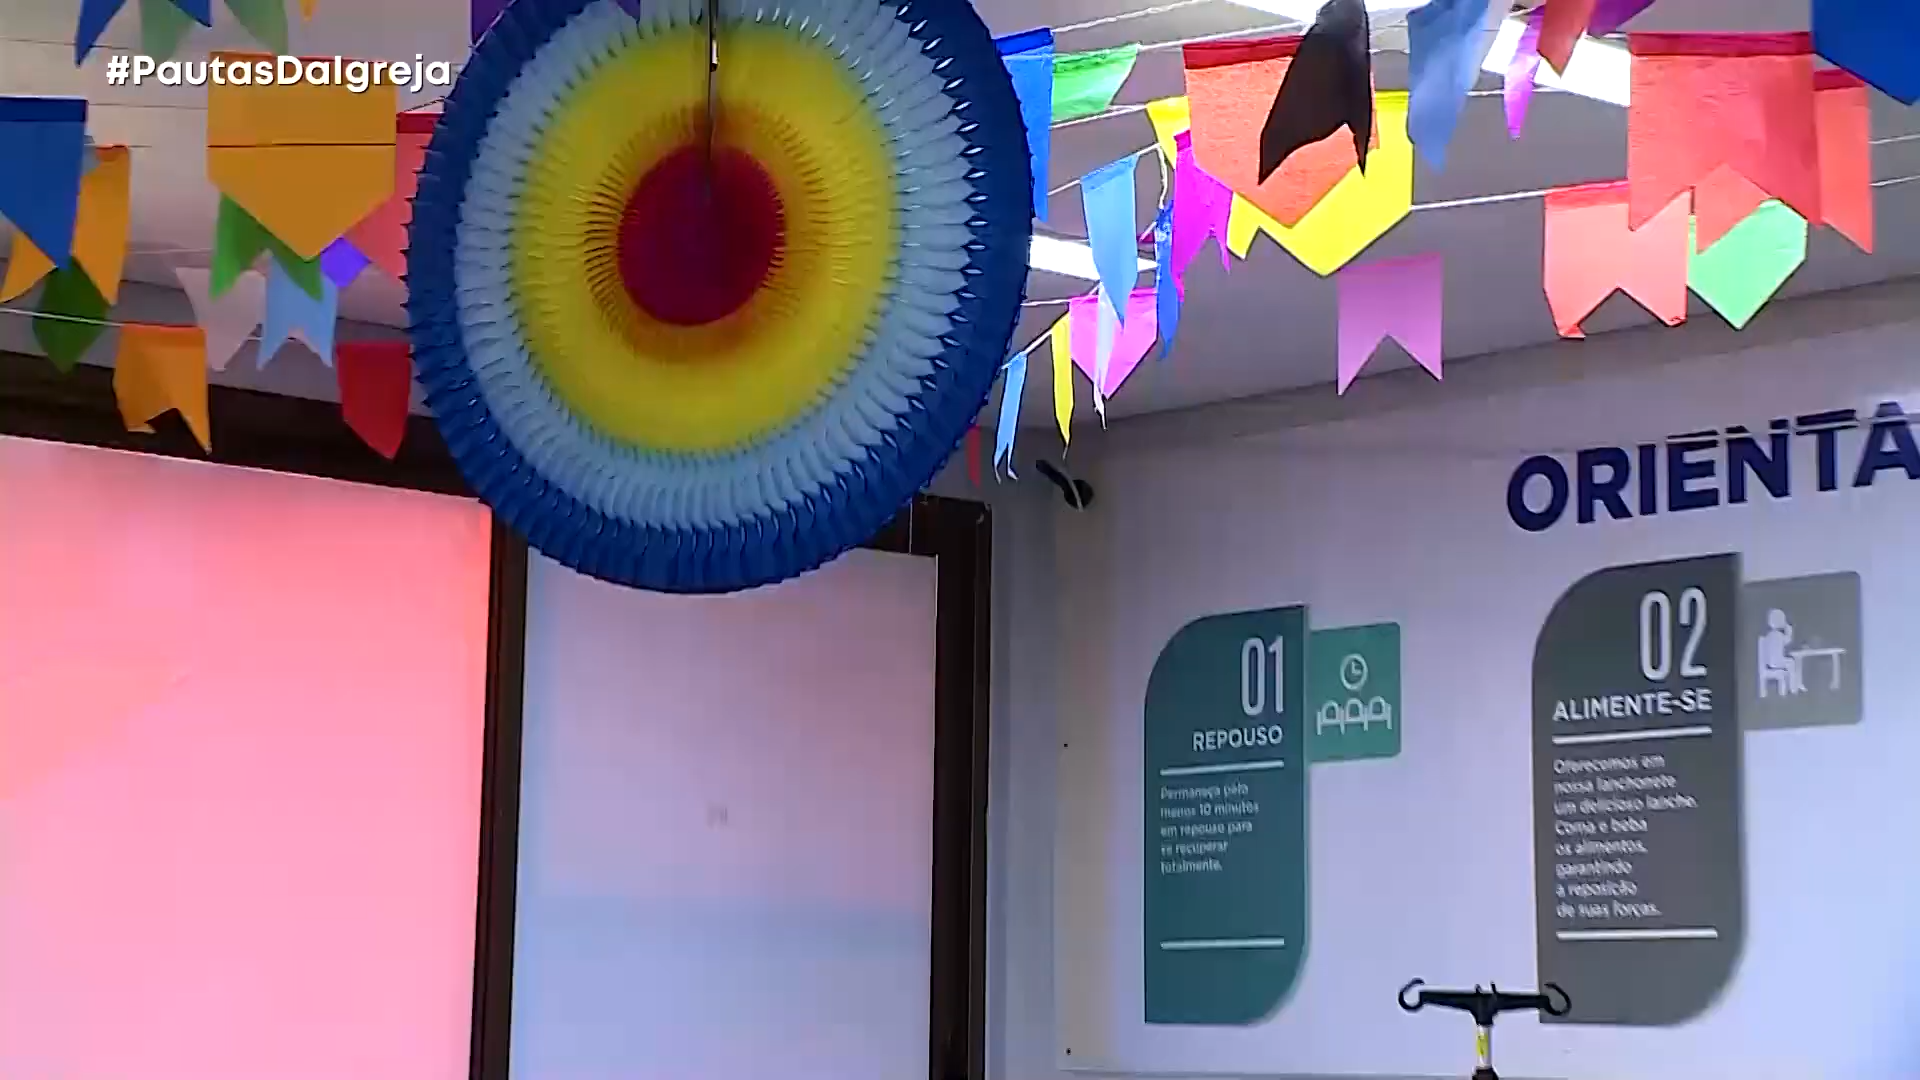 #PautasDaIgreja
ORIENTA
01
REPOUSO
Permaneça pelo
menos 10 minutos
em repouso para
se recuperar
totalmente.
02
ALIMENTE-SE
Oferecemos em
nossa lanchonete
um delicioso lanche.
Coma e beba
os alimentos,
garantindo
a reposição
de suas forças.